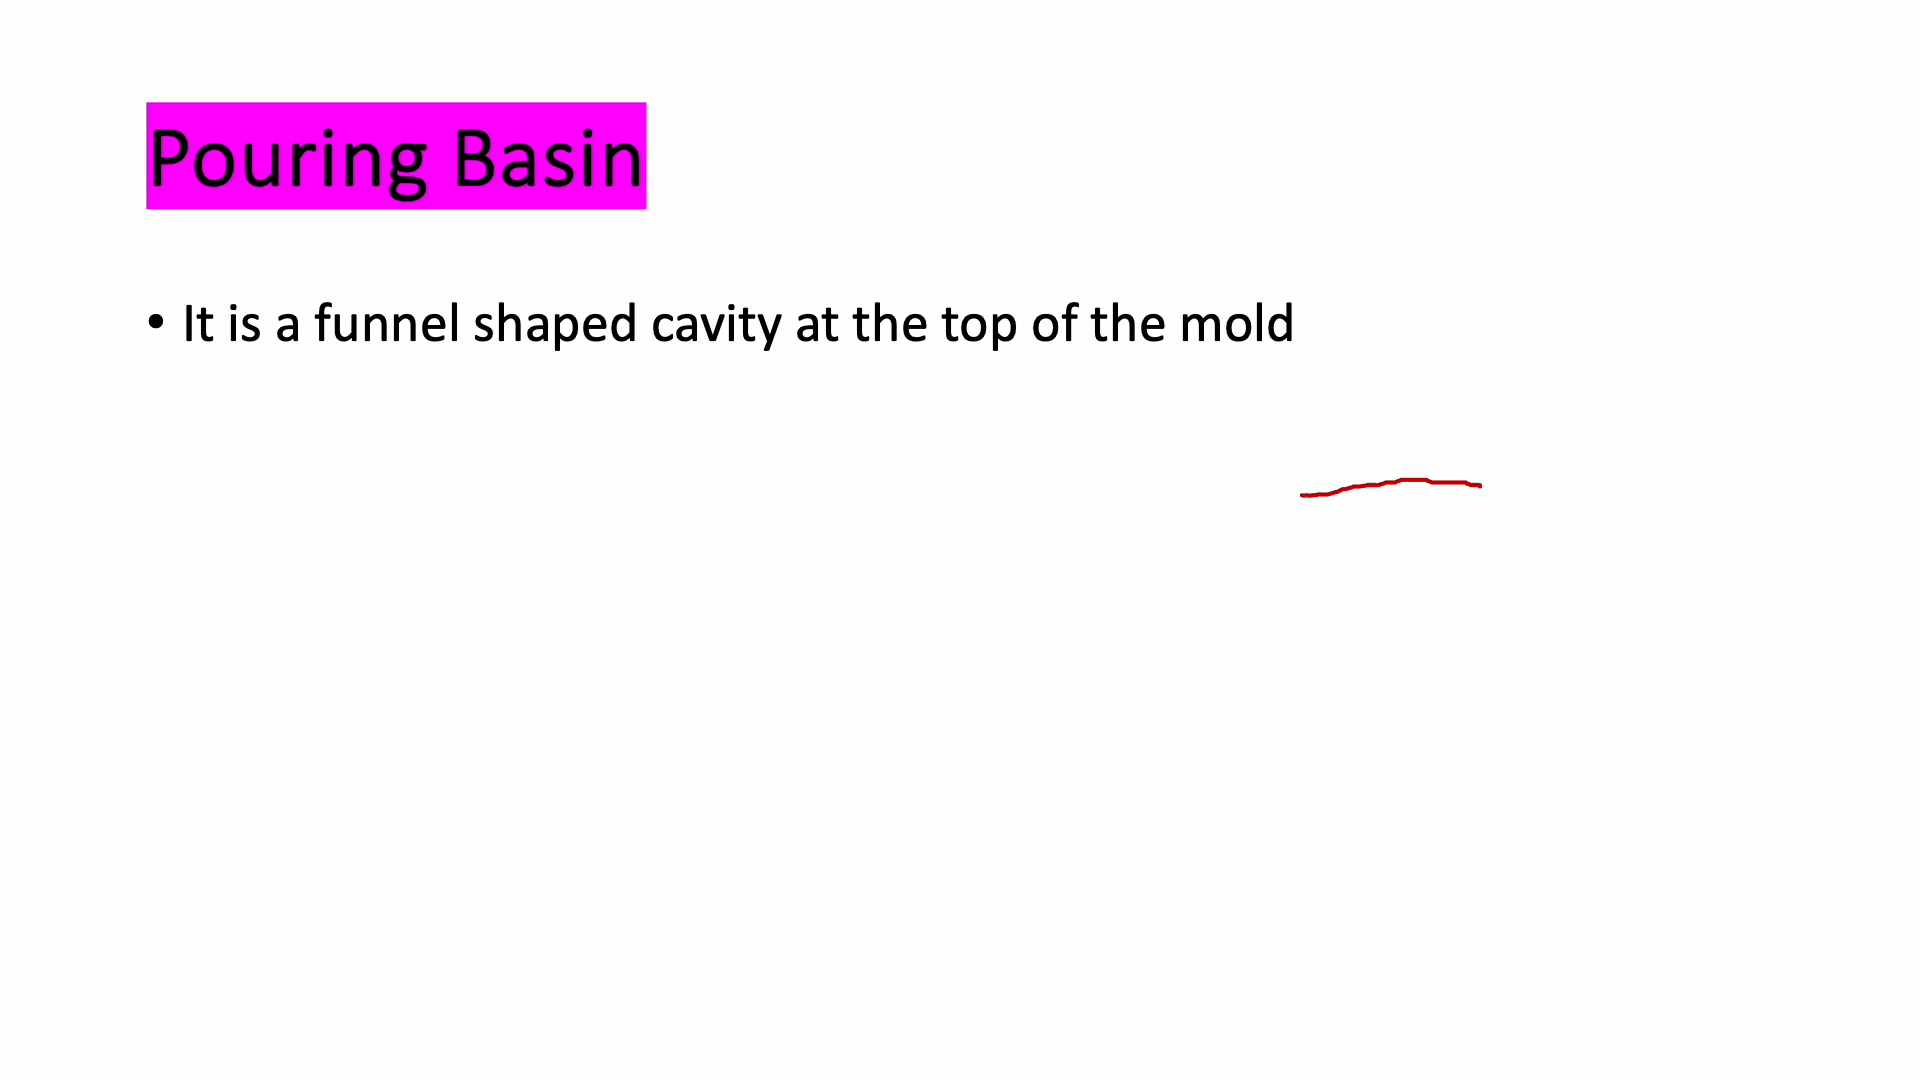 Pouring Basin
• It is a funnel shaped cavity at the top of the mold